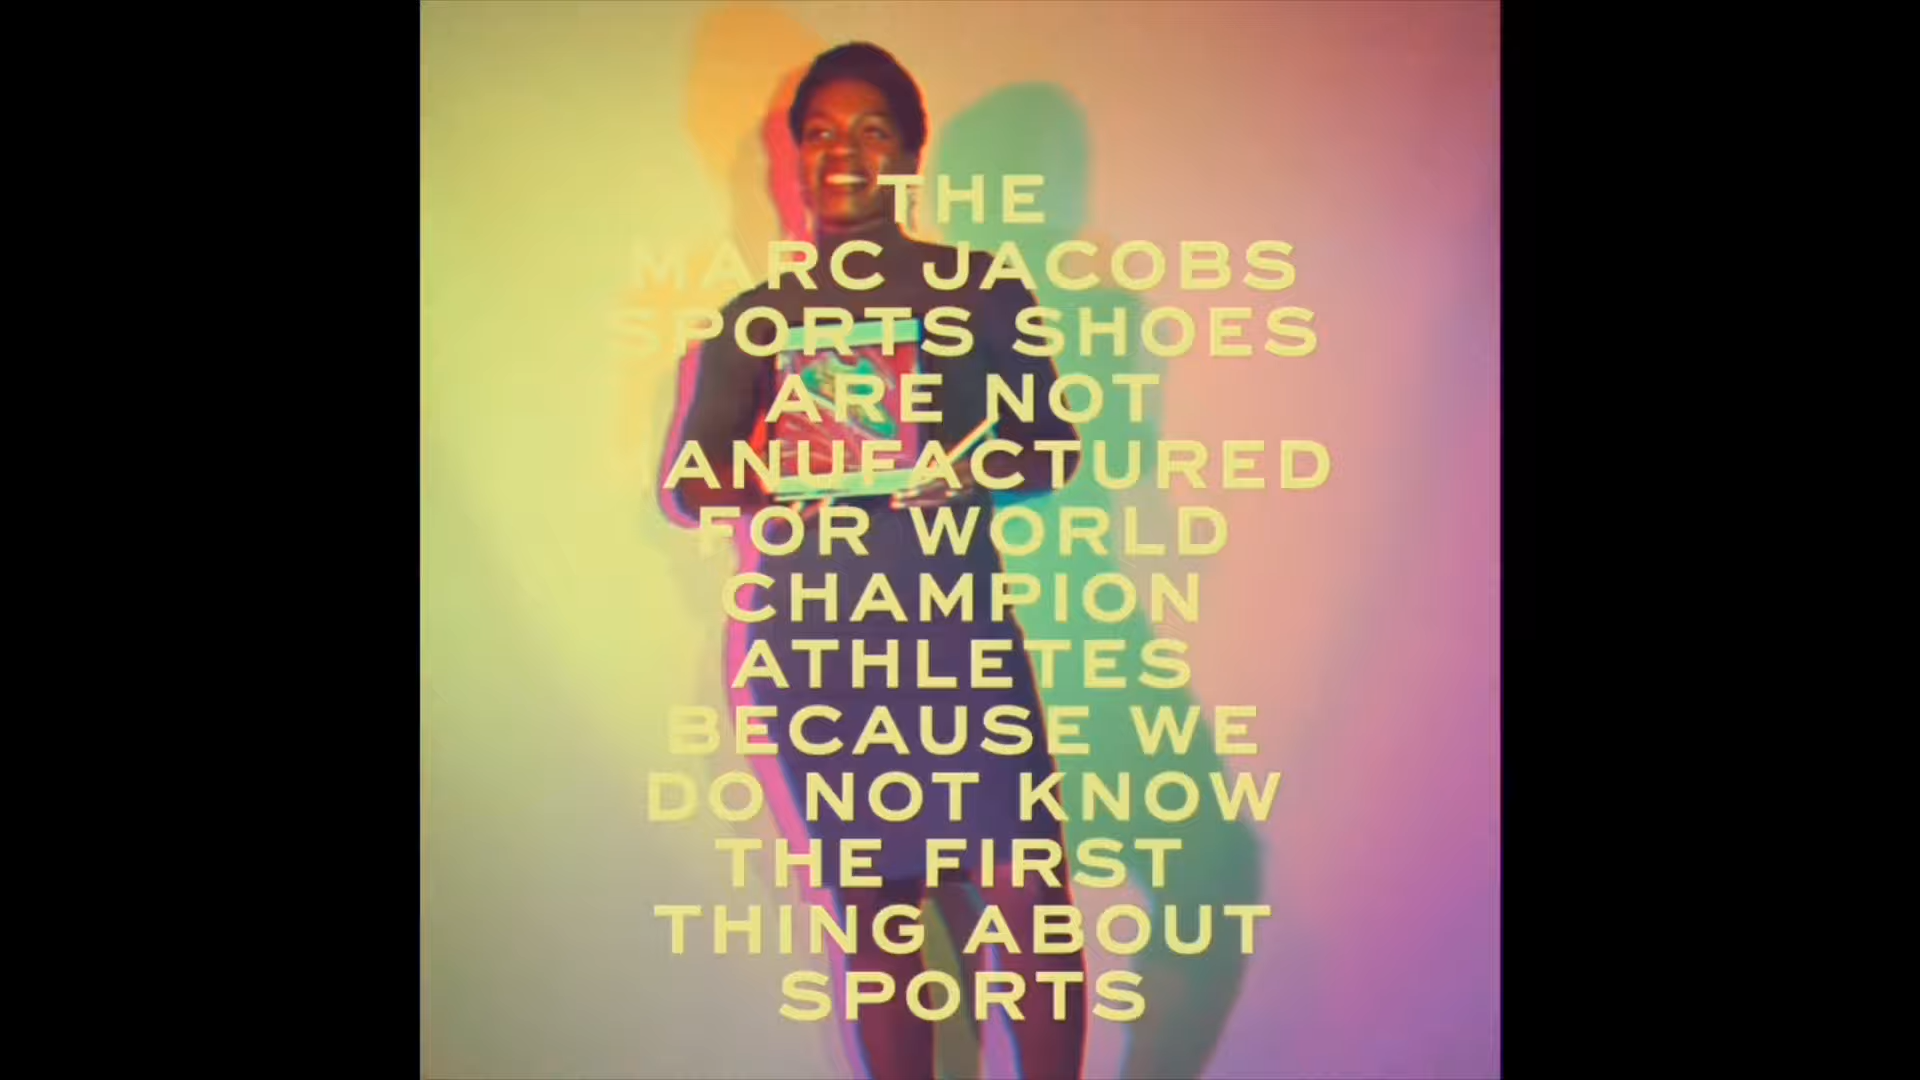 THE
MARC JACOBS
SPORTS SHOES
ARE NOT
ANUFACTURED
FOR WORLD
CHAMPION
ATHLETES
BECAUSE WE
DO NOT KNOW
THE FIRST
THING ABOUT
SPORTS